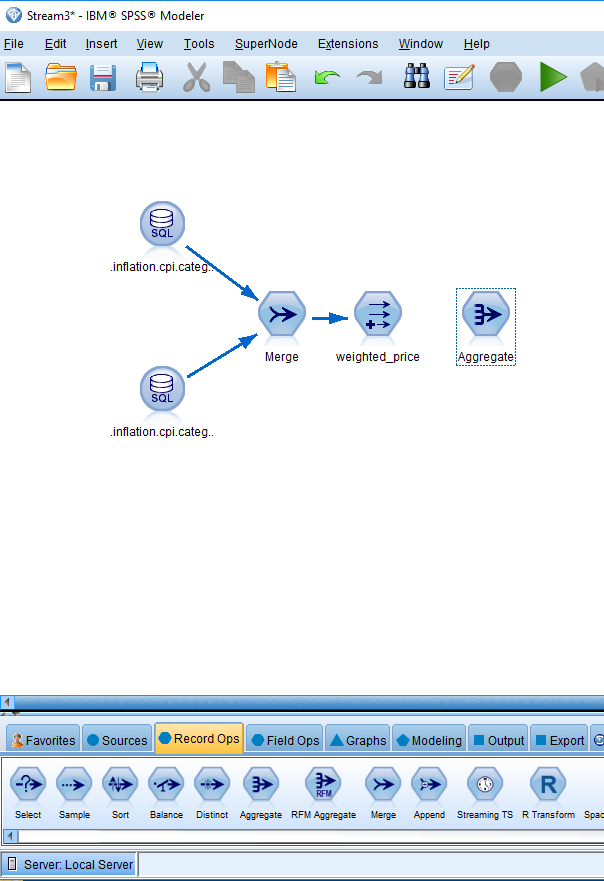 Stream3* - IBM® SPSS® Modeler
File Edit Insert View Tools SuperNode Extensions Window Help
SQL
.inflation.cpi.categ..
Merge
weighted_price
Aggregate
SQL
.inflation.cpi.categ..
Favorites Sources Record Ops Field Ops Graphs Modeling Output Export
RFM
R
Select Sample Sort Balance Distinct Aggregate RFM Aggregate Merge Append Streaming TS R Transform Spac
Server: Local Server